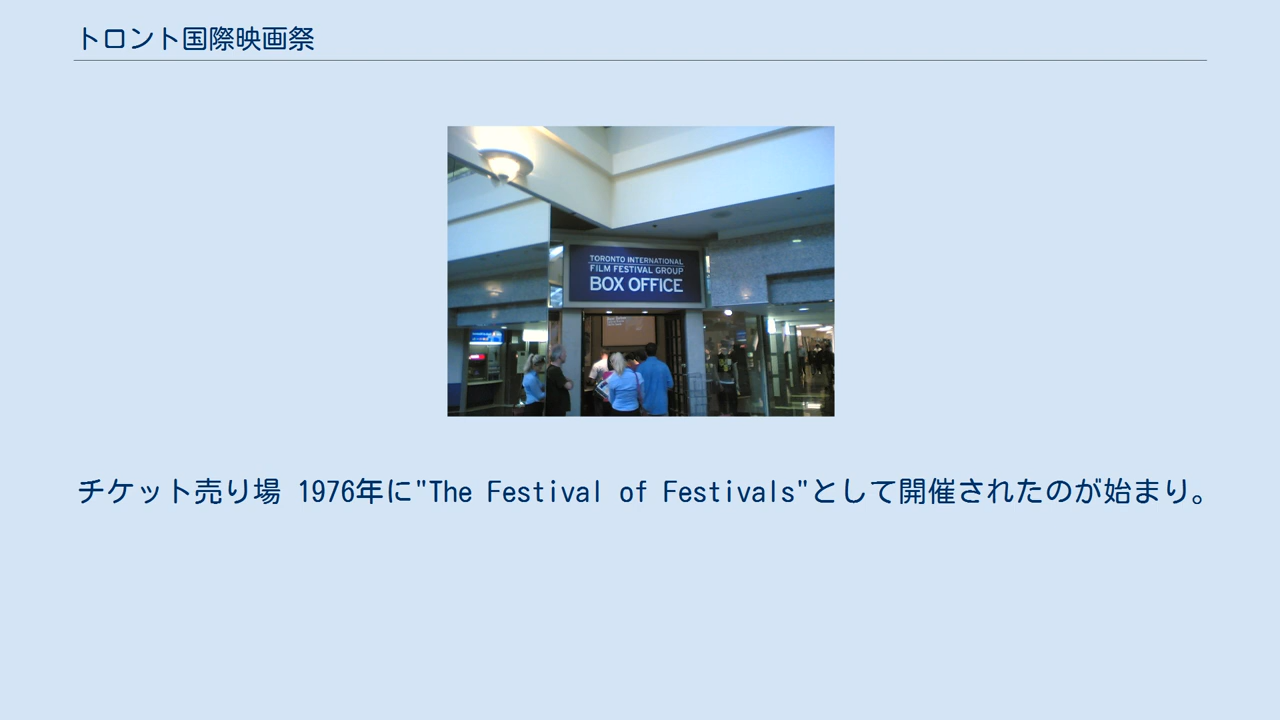 トロント国際映画祭
TORONTO INTERNATIONAL
FILM FESTIVAL GROUP
BOX OFFICE
チケット売り場 1976年に"The Festival of Festivals"として開催されたのが始まり。